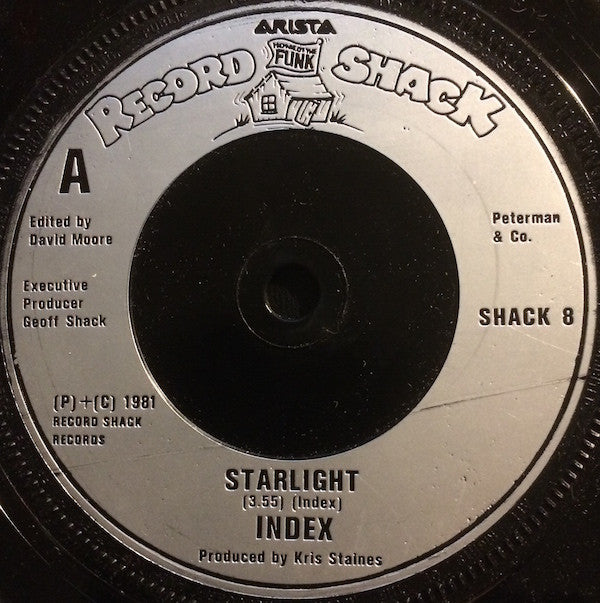 ARISTA
RECORD SHACK
HOME OF THE
FUNK
A
Edited by
David Moore
Peterman
& Co.
Executive
Producer
Geoff Shack
SHACK 8
(P)+(C) 1981
RECORD SHACK
RECORDS
STARLIGHT
(3.55) (Index)
INDEX
Produced by Kris Staines